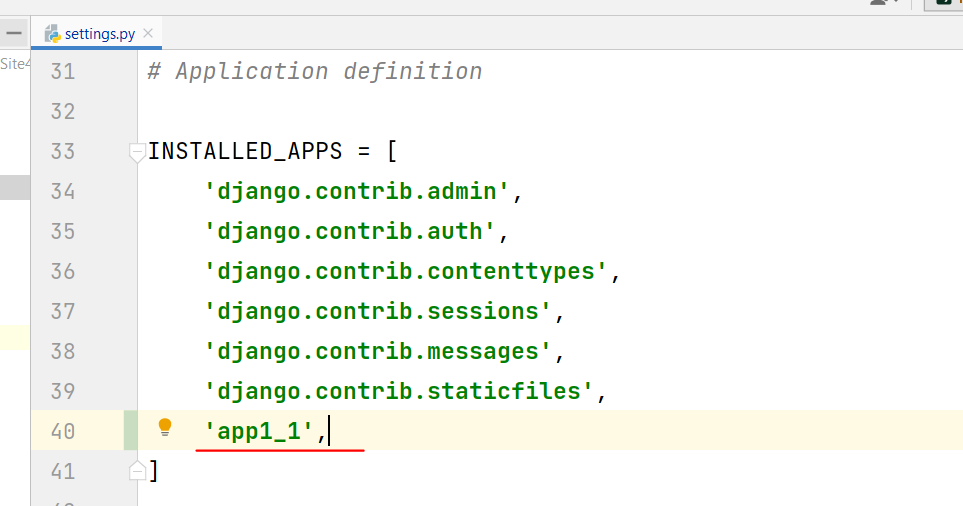 settings.py
Site4
31 # Application definition
32
33 INSTALLED_APPS = [
34 'django.contrib.admin',
35 'django.contrib.auth',
36 'django.contrib.contenttypes',
37 'django.contrib.sessions',
38 'django.contrib.messages',
39 'django.contrib.staticfiles',
40 'app1_1',
41 ]